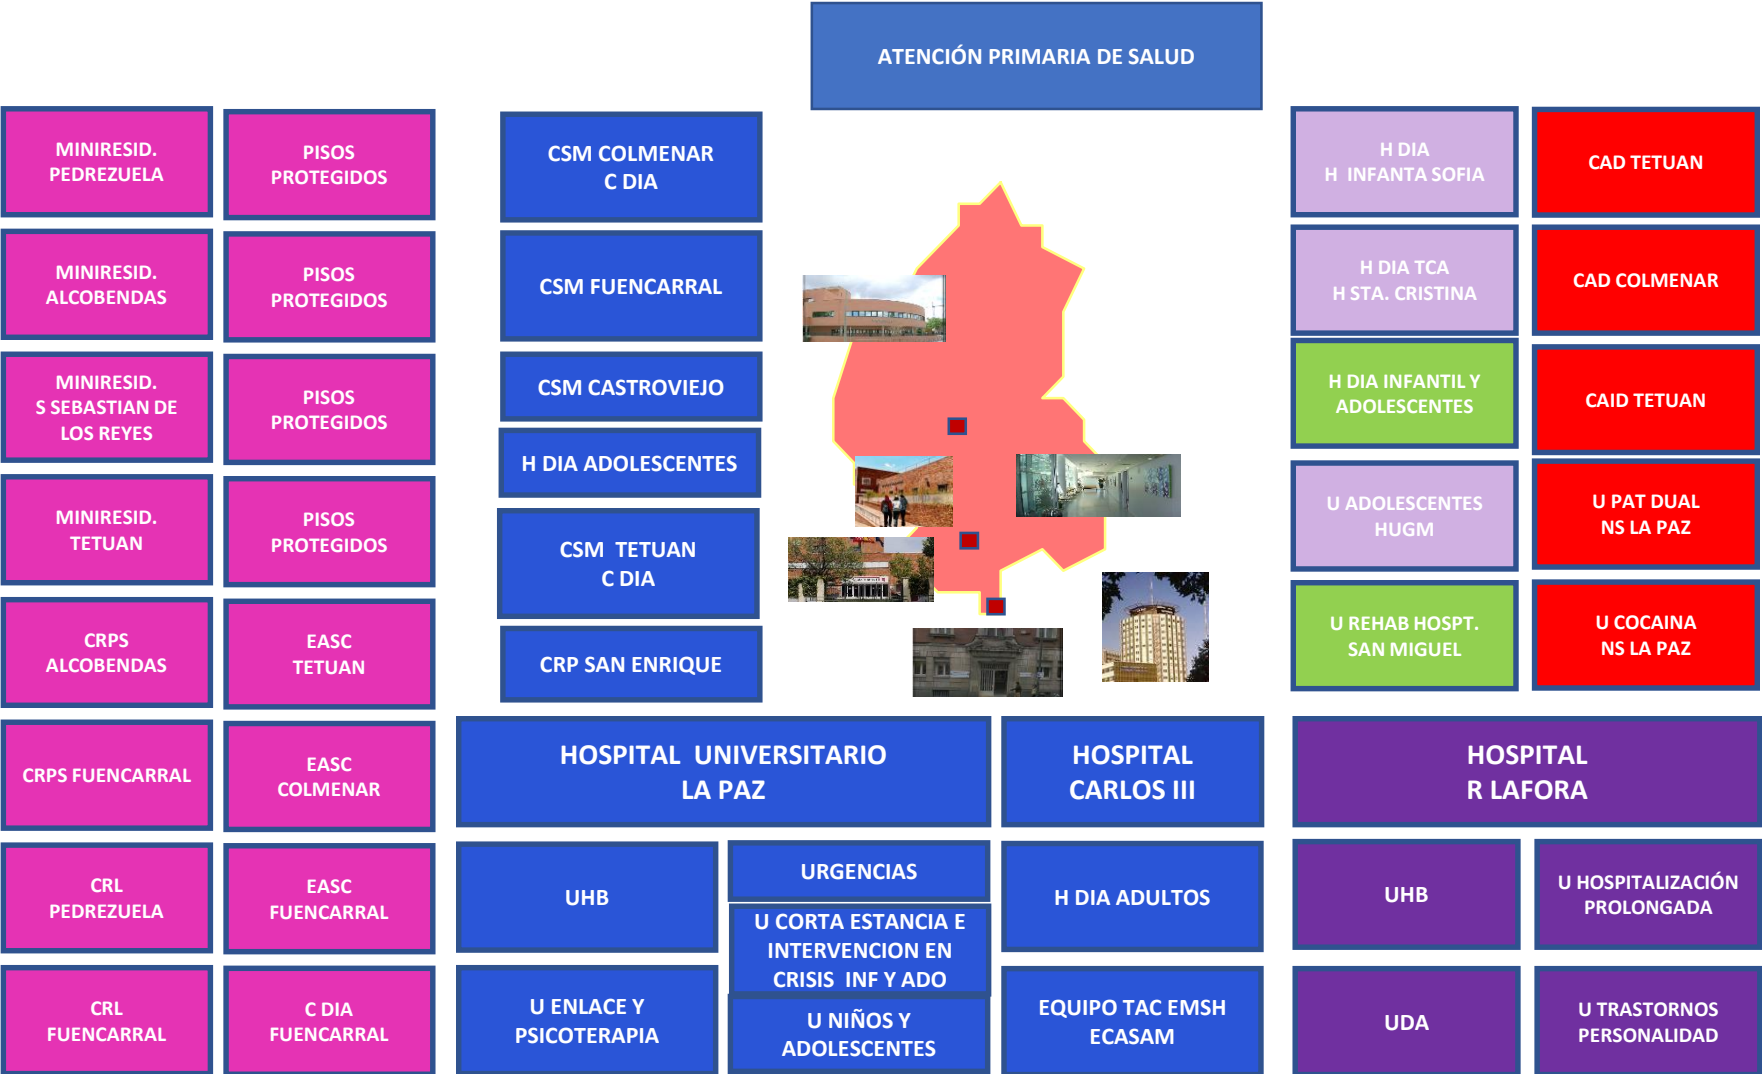 ATENCIÓN PRIMARIA DE SALUD
MINIRESID.
PEDREZUELA
PISOS
PROTEGIDOS
MINIRESID.
ALCOBENDAS
PISOS
PROTEGIDOS
MINIRESID.
S SEBASTIAN DE
LOS REYES
PISOS
PROTEGIDOS
MINIRESID.
TETUAN
PISOS
PROTEGIDOS
CRPS
ALCOBENDAS
EASC
TETUAN
CRPS FUENCARRAL
EASC
COLMENAR
CRL
PEDREZUELA
EASC
FUENCARRAL
CRL
FUENCARRAL
C DIA
FUENCARRAL
CSM COLMENAR
C DIA
CSM FUENCARRAL
CSM CASTROVIEJO
H DIA ADOLESCENTES
CSM TETUAN
C DIA
CRP SAN ENRIQUE
H DIA
H INFANTA SOFIA
CAD TETUAN
H DIA TCA
H STA. CRISTINA
CAD COLMENAR
H DIA INFANTIL Y
ADOLESCENTES
CAID TETUAN
U ADOLESCENTES
HUGM
U PAT DUAL
NS LA PAZ
U REHAB HOSPT.
SAN MIGUEL
U COCAINA
NS LA PAZ
HOSPITAL UNIVERSITARIO
LA PAZ
HOSPITAL
CARLOS III
HOSPITAL
R LAFORA
UHB
URGENCIAS
U CORTA ESTANCIA E
INTERVENCION EN
CRISIS INF Y ADO
U ENLACE Y
PSICOTERAPIA
U NIÑOS Y
ADOLESCENTES
H DIA ADULTOS
EQUIPO TAC EMSH
ECASAM
UHB
U HOSPITALIZACIÓN
PROLONGADA
UDA
U TRASTORNOS
PERSONALIDAD